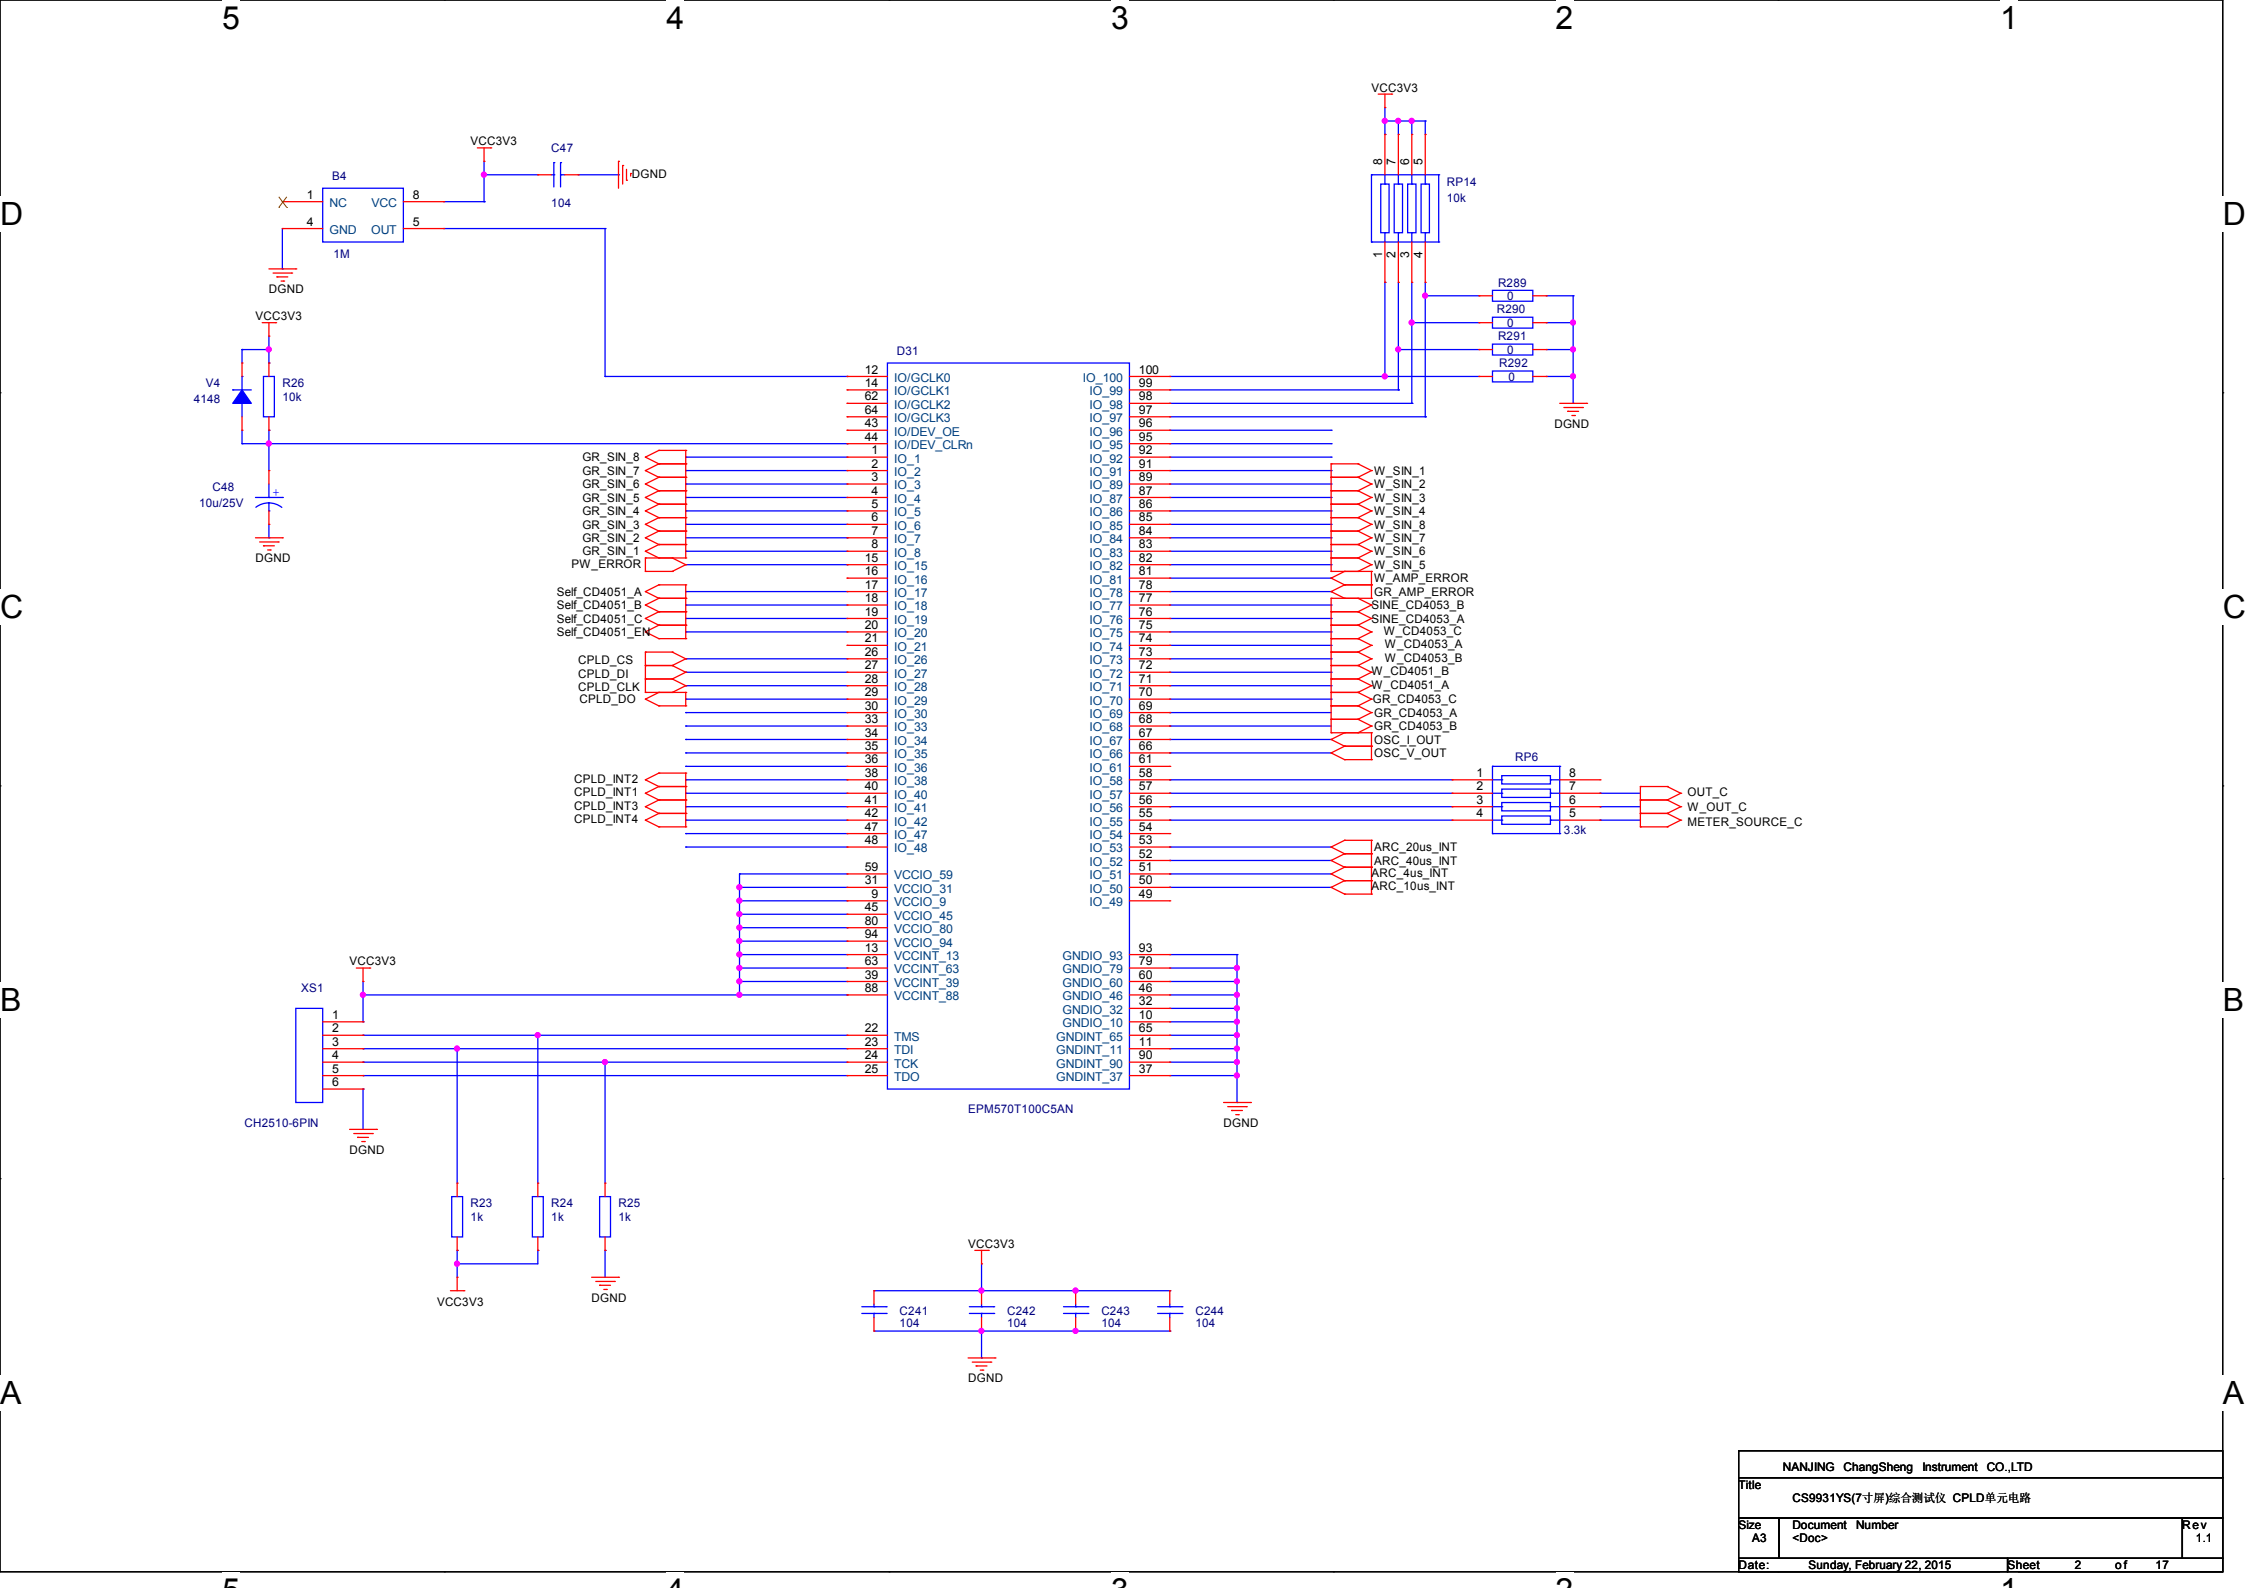 5 4 3 2 1
VCC3V3
VCC3V3 C47
DGND
104
B4
1 NC VCC 8
4 GND OUT 5
1M
DGND
8 7 6 5
RP14
10k
1 2 3 4
R289
0
R290
0
R291
0
R292
0
DGND
D D
VCC3V3
V4
4148
R26
10k
C48
10u/25V
+
DGND
D31
12 IO/GCLK0
14 IO/GCLK1
62 IO/GCLK2
64 IO/GCLK3
43 IO/DEV_OE
44 IO/DEV_CLRn
GR_SIN_8 1 IO_1
GR_SIN_7 2 IO_2
GR_SIN_6 3 IO_3
GR_SIN_5 4 IO_4
GR_SIN_4 5 IO_5
GR_SIN_3 6 IO_6
GR_SIN_2 7 IO_7
GR_SIN_1 8 IO_8
PW_ERROR 15 IO_15
16 IO_16
Self_CD4051_A 17 IO_17
Self_CD4051_B 18 IO_18
Self_CD4051_C 19 IO_19
Self_CD4051_EN 20 IO_20
21 IO_21
CPLD_CS 26 IO_26
CPLD_DI 27 IO_27
CPLD_CLK 28 IO_28
CPLD_DO 29 IO_29
30 IO_30
33 IO_33
34 IO_34
35 IO_35
36 IO_36
CPLD_INT2 38 IO_38
CPLD_INT1 40 IO_40
CPLD_INT3 41 IO_41
CPLD_INT4 42 IO_42
47 IO_47
48 IO_48
59 VCCIO_59
31 VCCIO_31
9 VCCIO_9
45 VCCIO_45
80 VCCIO_80
94 VCCIO_94
13 VCCINT_13
63 VCCINT_63
39 VCCINT_39
88 VCCINT_88
22 TMS
23 TDI
24 TCK
25 TDO
IO_100 100
IO_99 99
IO_98 98
IO_97 97
IO_96 96
IO_95 95
IO_92 92
IO_91 91 W_SIN_1
IO_89 89 W_SIN_2
IO_87 87 W_SIN_3
IO_86 86 W_SIN_4
IO_85 85 W_SIN_8
IO_84 84 W_SIN_7
IO_83 83 W_SIN_6
IO_82 82 W_SIN_5
IO_81 81 W_AMP_ERROR
IO_78 78 GR_AMP_ERROR
IO_77 77 SINE_CD4053_B
IO_76 76 SINE_CD4053_A
IO_75 75 W_CD4053_C
IO_74 74 W_CD4053_A
IO_73 73 W_CD4053_B
IO_72 72 W_CD4051_B
IO_71 71 W_CD4051_A
IO_70 70 GR_CD4053_C
IO_69 69 GR_CD4053_A
IO_68 68 GR_CD4053_B
IO_67 67 OSC_I_OUT
IO_66 66 OSC_V_OUT
IO_61 61
IO_58 58
IO_57 57
IO_56 56
IO_55 55
IO_54 54
IO_53 53 ARC_20us_INT
IO_52 52 ARC_40us_INT
IO_51 51 ARC_4us_INT
IO_50 50 ARC_10us_INT
IO_49 49
GNDIO_93 93
GNDIO_79 79
GNDIO_60 60
GNDIO_46 46
GNDIO_32 32
GNDIO_10 10
GNDINT_65 65
GNDINT_11 11
GNDINT_90 90
GNDINT_37 37
EPM570T100C5AN
DGND
RP6
1 8
2 7 OUT_C
3 6 W_OUT_C
4 5 METER_SOURCE_C
3.3k
C C
VCC3V3
XS1
1
2
3
4
5
6
CH2510-6PIN
DGND
B B
R23
1k
R24
1k
R25
1k
VCC3V3
DGND
VCC3V3
C241
104
C242
104
C243
104
C244
104
DGND
A A
NANJING ChangSheng Instrument CO.,LTD
Title
CS9931YS(7寸屏)综合测试仪 CPLD单元电路
Size
A3
Document Number
<Doc>
Rev
1.1
Date: Sunday, February 22, 2015 Sheet 2 of 17
5 4 3 2 1